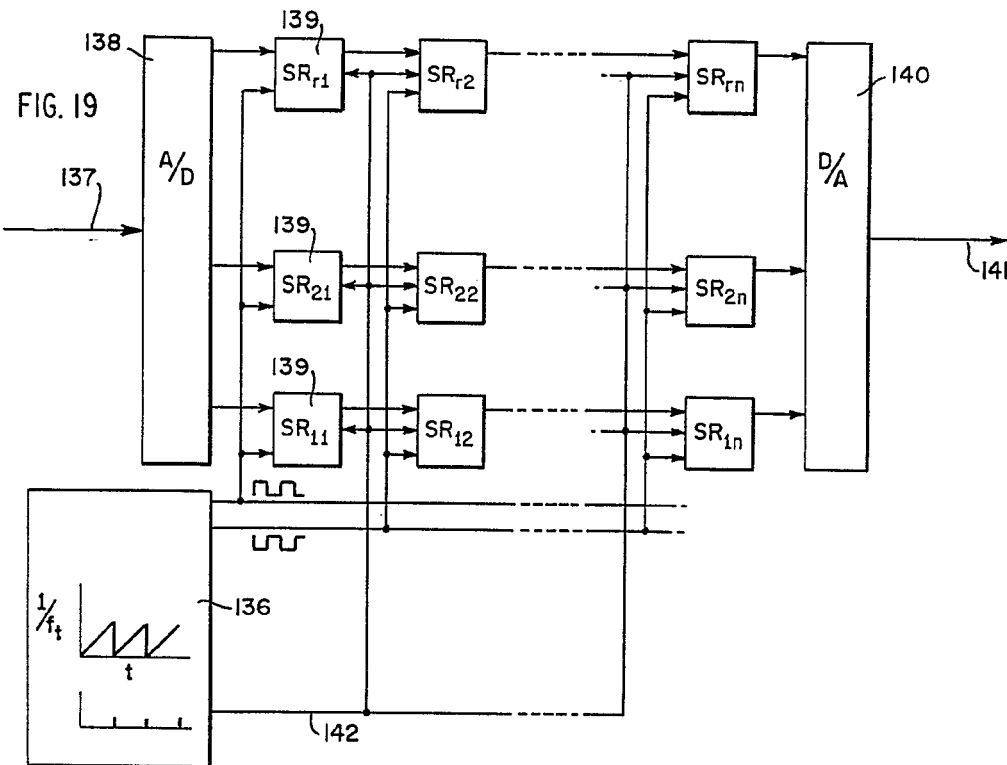 139
138
140
SRr1
SRr2
SRrn
FIG. 19
A/D
D/A
137
139
141
SR21
SR22
SR2n
139
SR11
SR12
SR1n
1/ft
136
t
142